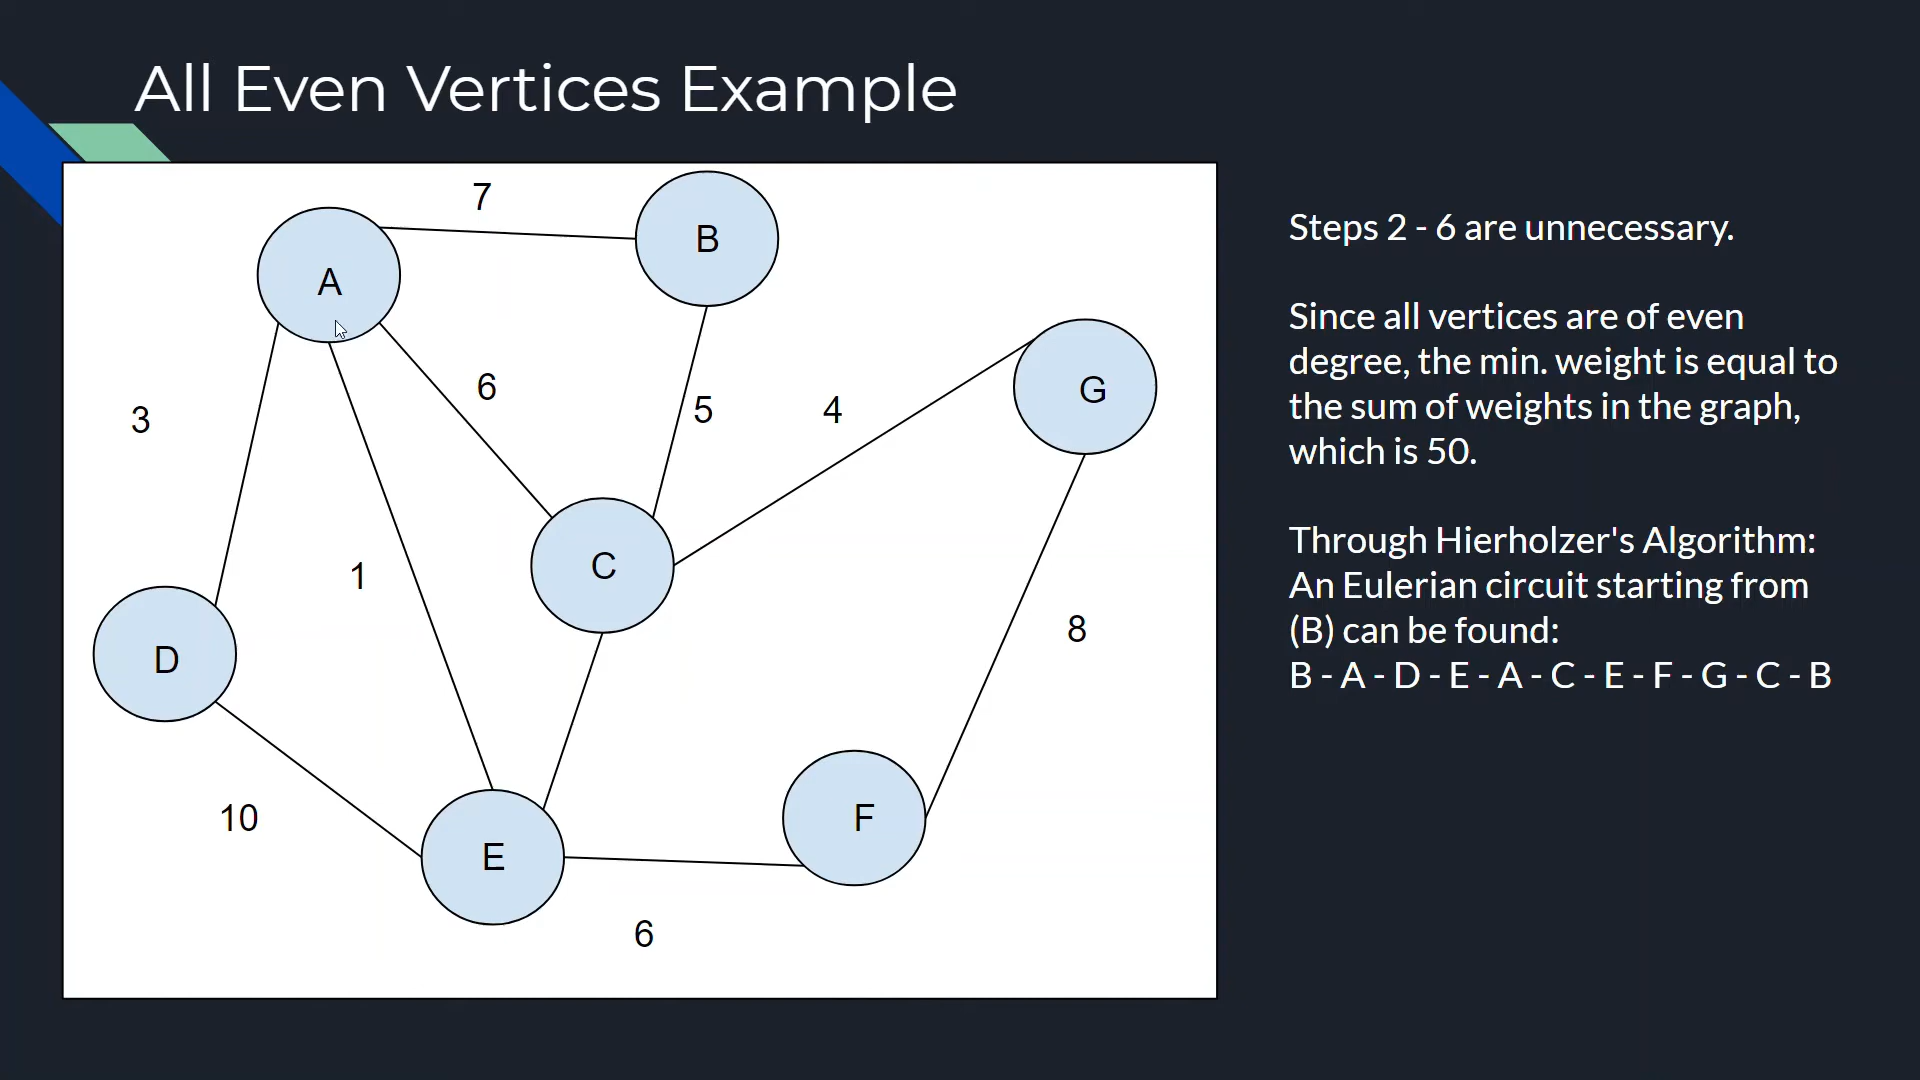 All Even Vertices Example
7
B
A
G
6
5
4
3
C
1
8
D
F
10
E
6
Steps 2 - 6 are unnecessary.
Since all vertices are of even
degree, the min. weight is equal to
the sum of weights in the graph,
which is 50.
Through Hierholzer's Algorithm:
An Eulerian circuit starting from
(B) can be found:
B - A - D - E - A - C - E - F - G - C - B